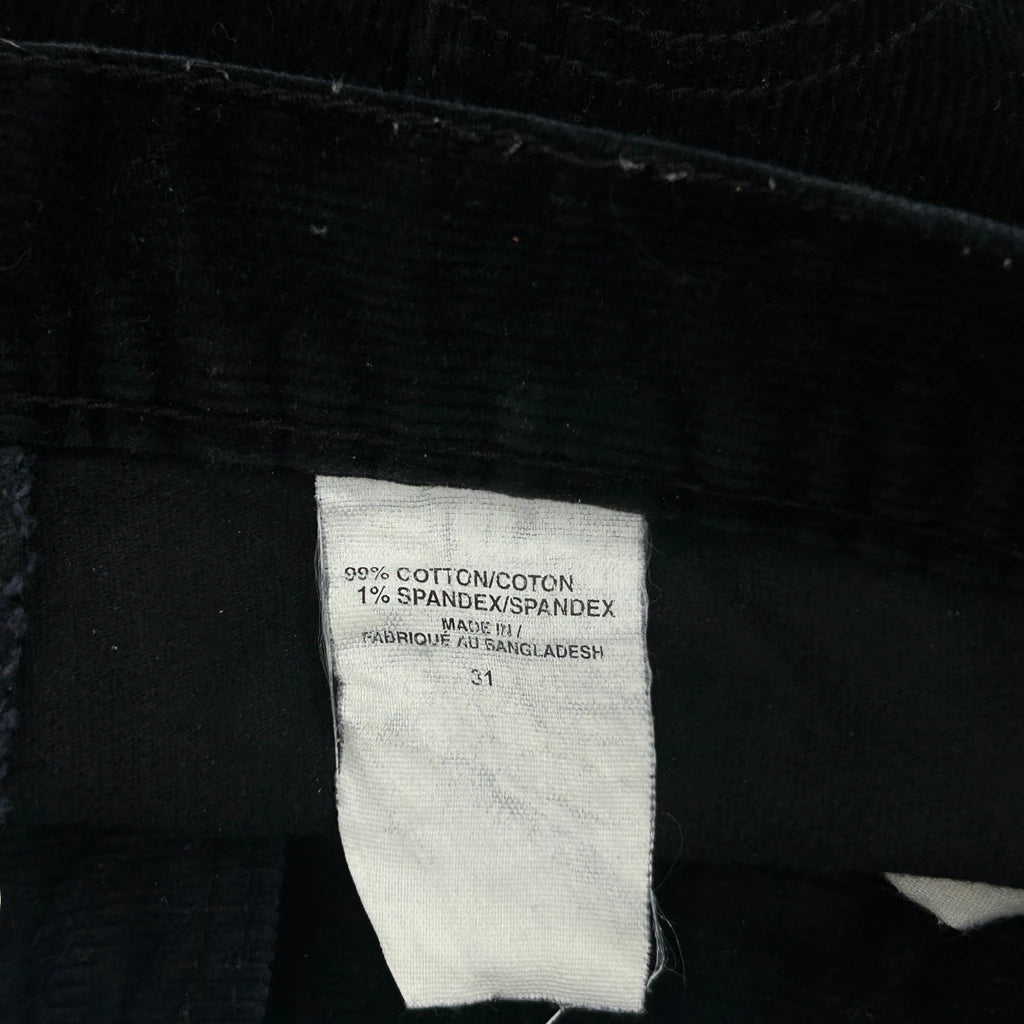 99% COTTON/COTON
1% SPANDEX/SPANDEX
MADE IN /
FABRIQUÉ AU BANGLADESH
31